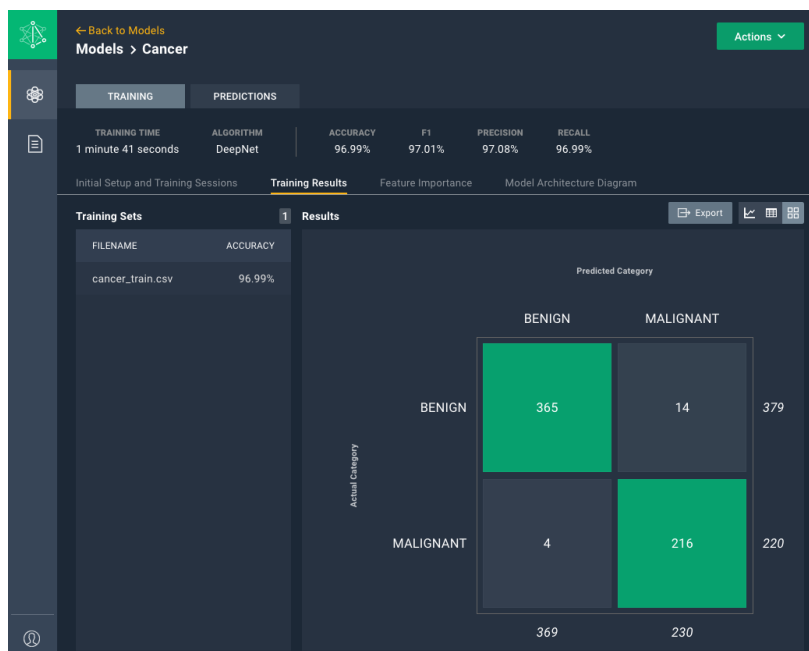 ← Back to Models
Models > Cancer
Actions
TRAINING PREDICTIONS
TRAINING TIME ALGORITHM ACCURACY F1 PRECISION RECALL
1 minute 41 seconds DeepNet 96.99% 97.01% 97.08% 96.99%
Initial Setup and Training Sessions Training Results Feature Importance Model Architecture Diagram
Training Sets 1 Results Export
FILENAME ACCURACY
cancer_train.csv 96.99%
Predicted Category
BENIGN MALIGNANT
BENIGN 365 14 379
Actual Category
MALIGNANT 4 216 220
369 230